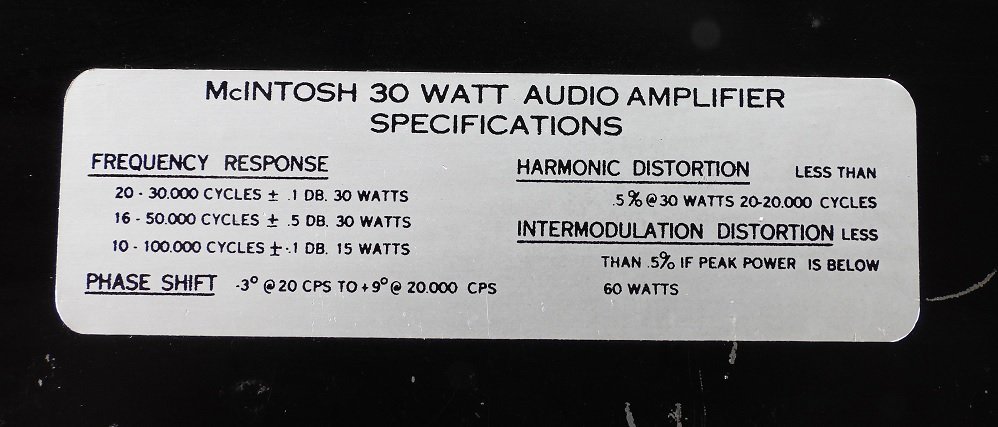 McINTOSH 30 WATT AUDIO AMPLIFIER
SPECIFICATIONS
FREQUENCY RESPONSE
20 - 30.000 CYCLES ± .1 DB. 30 WATTS
16 - 50.000 CYCLES ± .5 DB. 30 WATTS
10 - 100.000 CYCLES ± .1 DB. 15 WATTS
PHASE SHIFT -3° @ 20 CPS TO +9° @ 20.000 CPS
HARMONIC DISTORTION LESS THAN
.5% @ 30 WATTS 20-20.000 CYCLES
INTERMODULATION DISTORTION LESS
THAN .5% IF PEAK POWER IS BELOW
60 WATTS